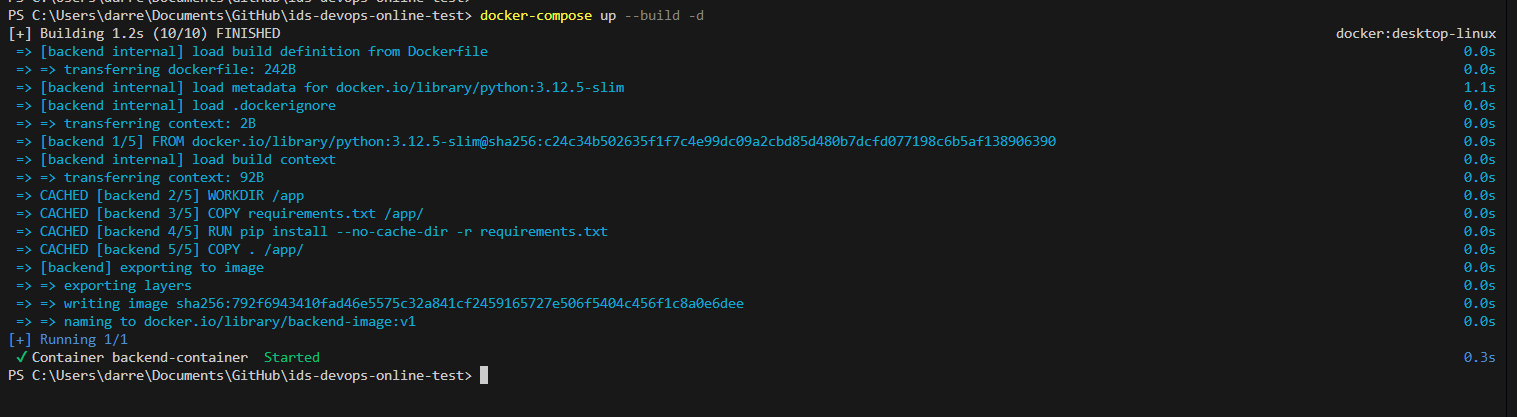 PS C:\Users\darre\Documents\GitHub\ids-devops-online-test> docker-compose up --build -d
[+] Building 1.2s (10/10) FINISHED docker:desktop-linux
=> [backend internal] load build definition from Dockerfile 0.0s
=> => transferring dockerfile: 242B 0.0s
=> [backend internal] load metadata for docker.io/library/python:3.12.5-slim 1.1s
=> [backend internal] load .dockerignore 0.0s
=> => transferring context: 2B 0.0s
=> [backend 1/5] FROM docker.io/library/python:3.12.5-slim@sha256:c24c34b502635f1f7c4e99dc09a2cbd85d480b7dcfd077198c6b5af138906390 0.0s
=> [backend internal] load build context 0.0s
=> => transferring context: 92B 0.0s
=> CACHED [backend 2/5] WORKDIR /app 0.0s
=> CACHED [backend 3/5] COPY requirements.txt /app/ 0.0s
=> CACHED [backend 4/5] RUN pip install --no-cache-dir -r requirements.txt 0.0s
=> CACHED [backend 5/5] COPY . /app/ 0.0s
=> [backend] exporting to image 0.0s
=> => exporting layers 0.0s
=> => writing image sha256:792f6943410fad46e5575c32a841cf2459165727e506f5404c456f1c8a0e6dee 0.0s
=> => naming to docker.io/library/backend-image:v1 0.0s
[+] Running 1/1
✓ Container backend-container Started 0.3s
PS C:\Users\darre\Documents\GitHub\ids-devops-online-test>